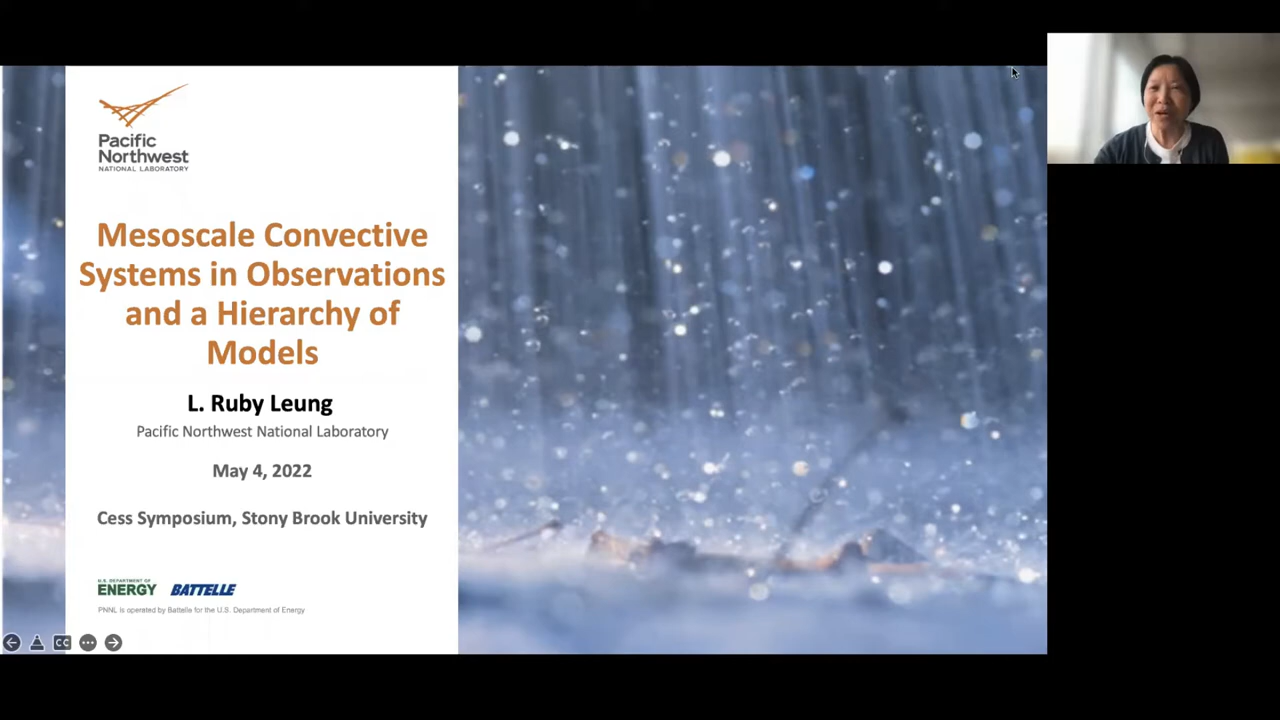 Pacific
Northwest
NATIONAL LABORATORY
Mesoscale Convective
Systems in Observations
and a Hierarchy of
Models
L. Ruby Leung
Pacific Northwest National Laboratory
May 4, 2022
Cess Symposium, Stony Brook University
U.S. DEPARTMENT OF
ENERGY BATTELLE
PNNL is operated by Battelle for the U.S. Department of Energy
CC